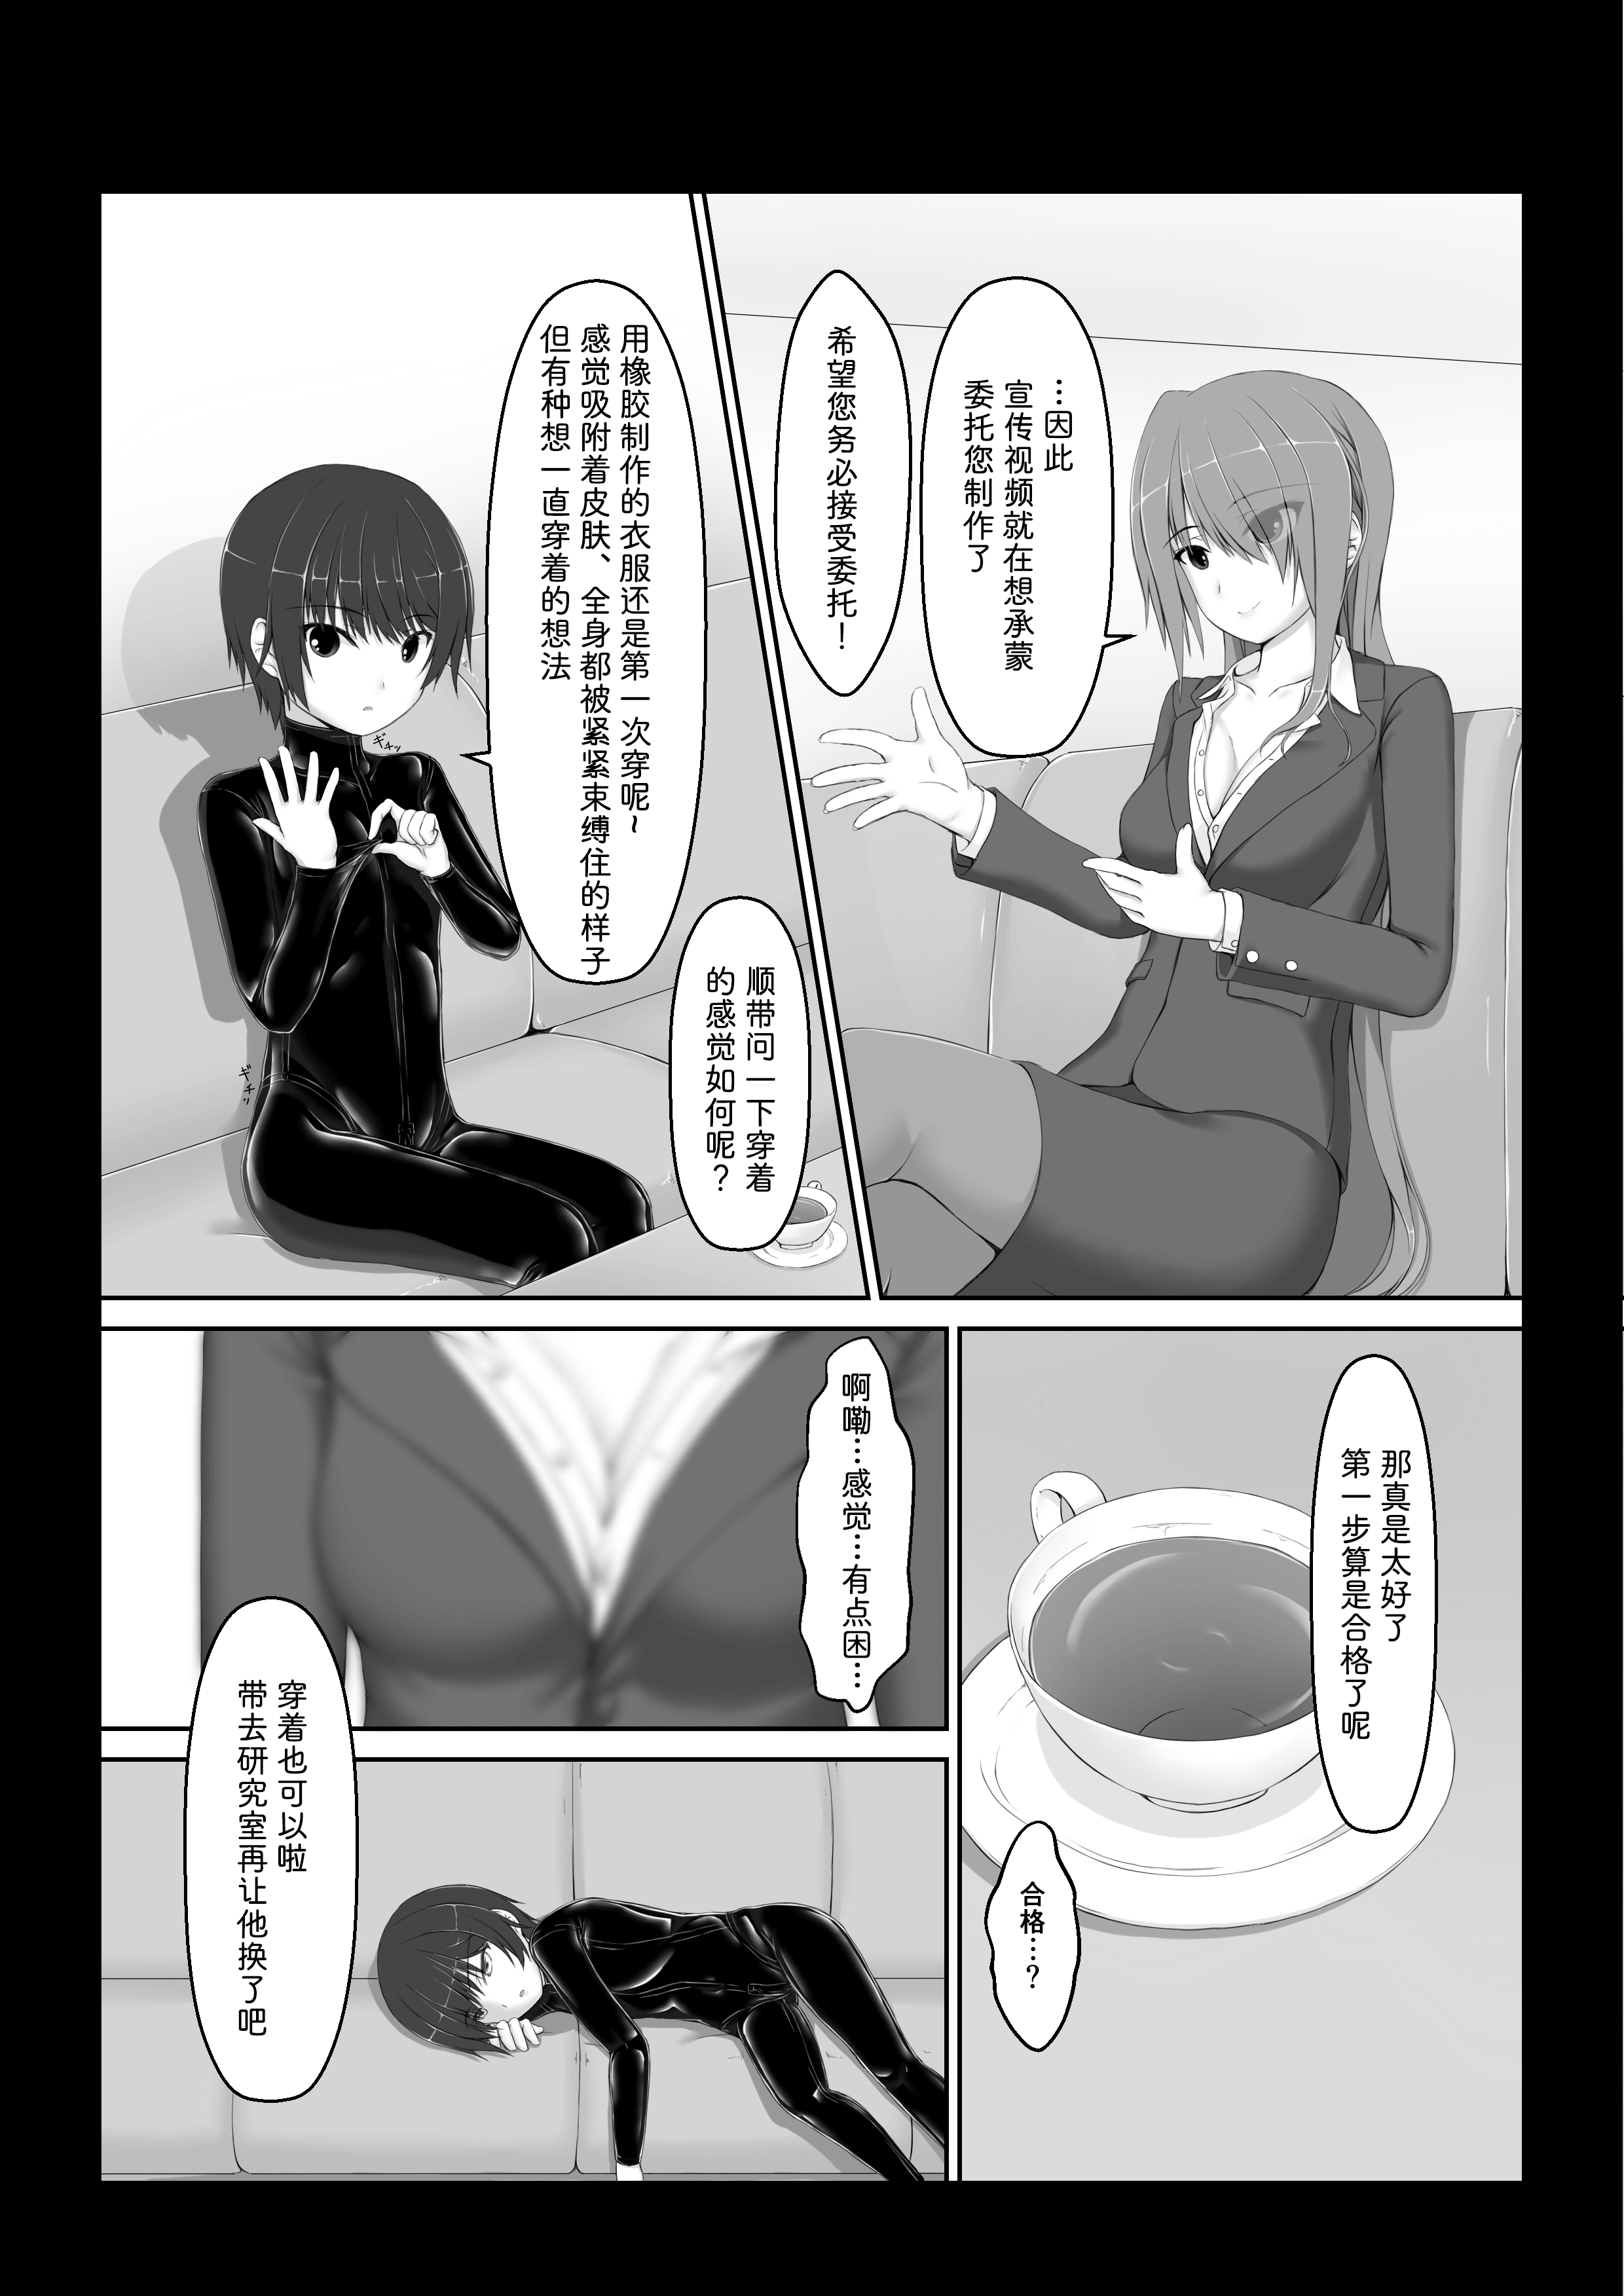 …因此
宣传视频就在想承蒙
委托您制作了
希望您务必接受委托！
顺带问一下穿着
的感觉如何呢？
用橡胶制作的衣服还是第一次穿呢~
感觉吸附着皮肤、全身都被紧紧束缚住的样子
但有种想一直穿着的想法
ギチッ
ギチッ
那真是太好了
第一步算是合格了呢
合格…？
啊嘞…感觉…有点困…
穿着也可以啦
带去研究室再让他换了吧